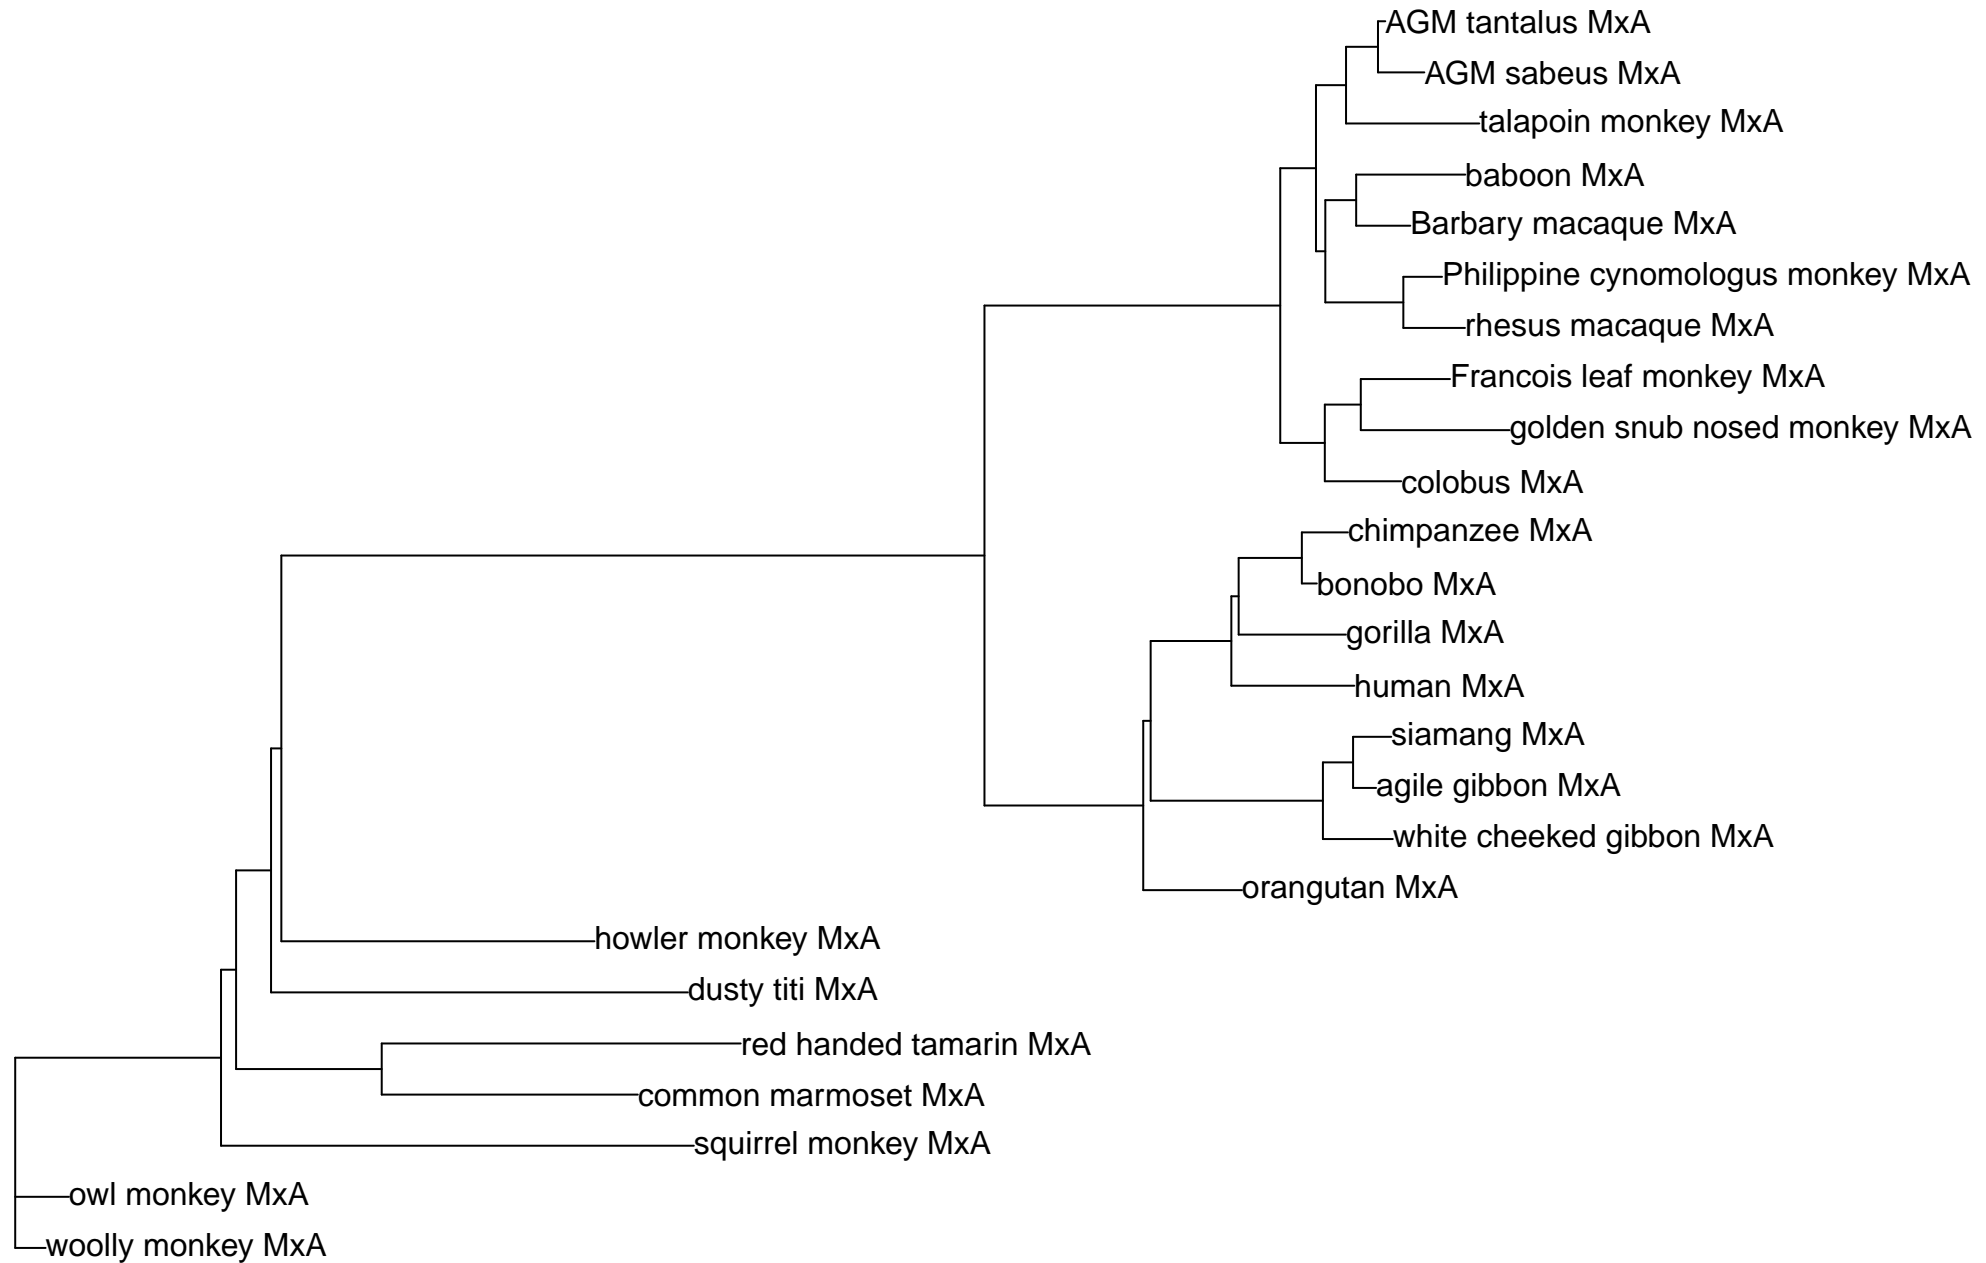 AGM tantalus MxA
AGM sabeus MxA
talapoin monkey MxA
baboon MxA
Barbary macaque MxA
Philippine cynomologus monkey MxA
rhesus macaque MxA
Francois leaf monkey MxA
golden snub nosed monkey MxA
colobus MxA
chimpanzee MxA
bonobo MxA
gorilla MxA
human MxA
siamang MxA
agile gibbon MxA
white cheeked gibbon MxA
orangutan MxA
howler monkey MxA
dusty titi MxA
red handed tamarin MxA
common marmoset MxA
squirrel monkey MxA
owl monkey MxA
woolly monkey MxA